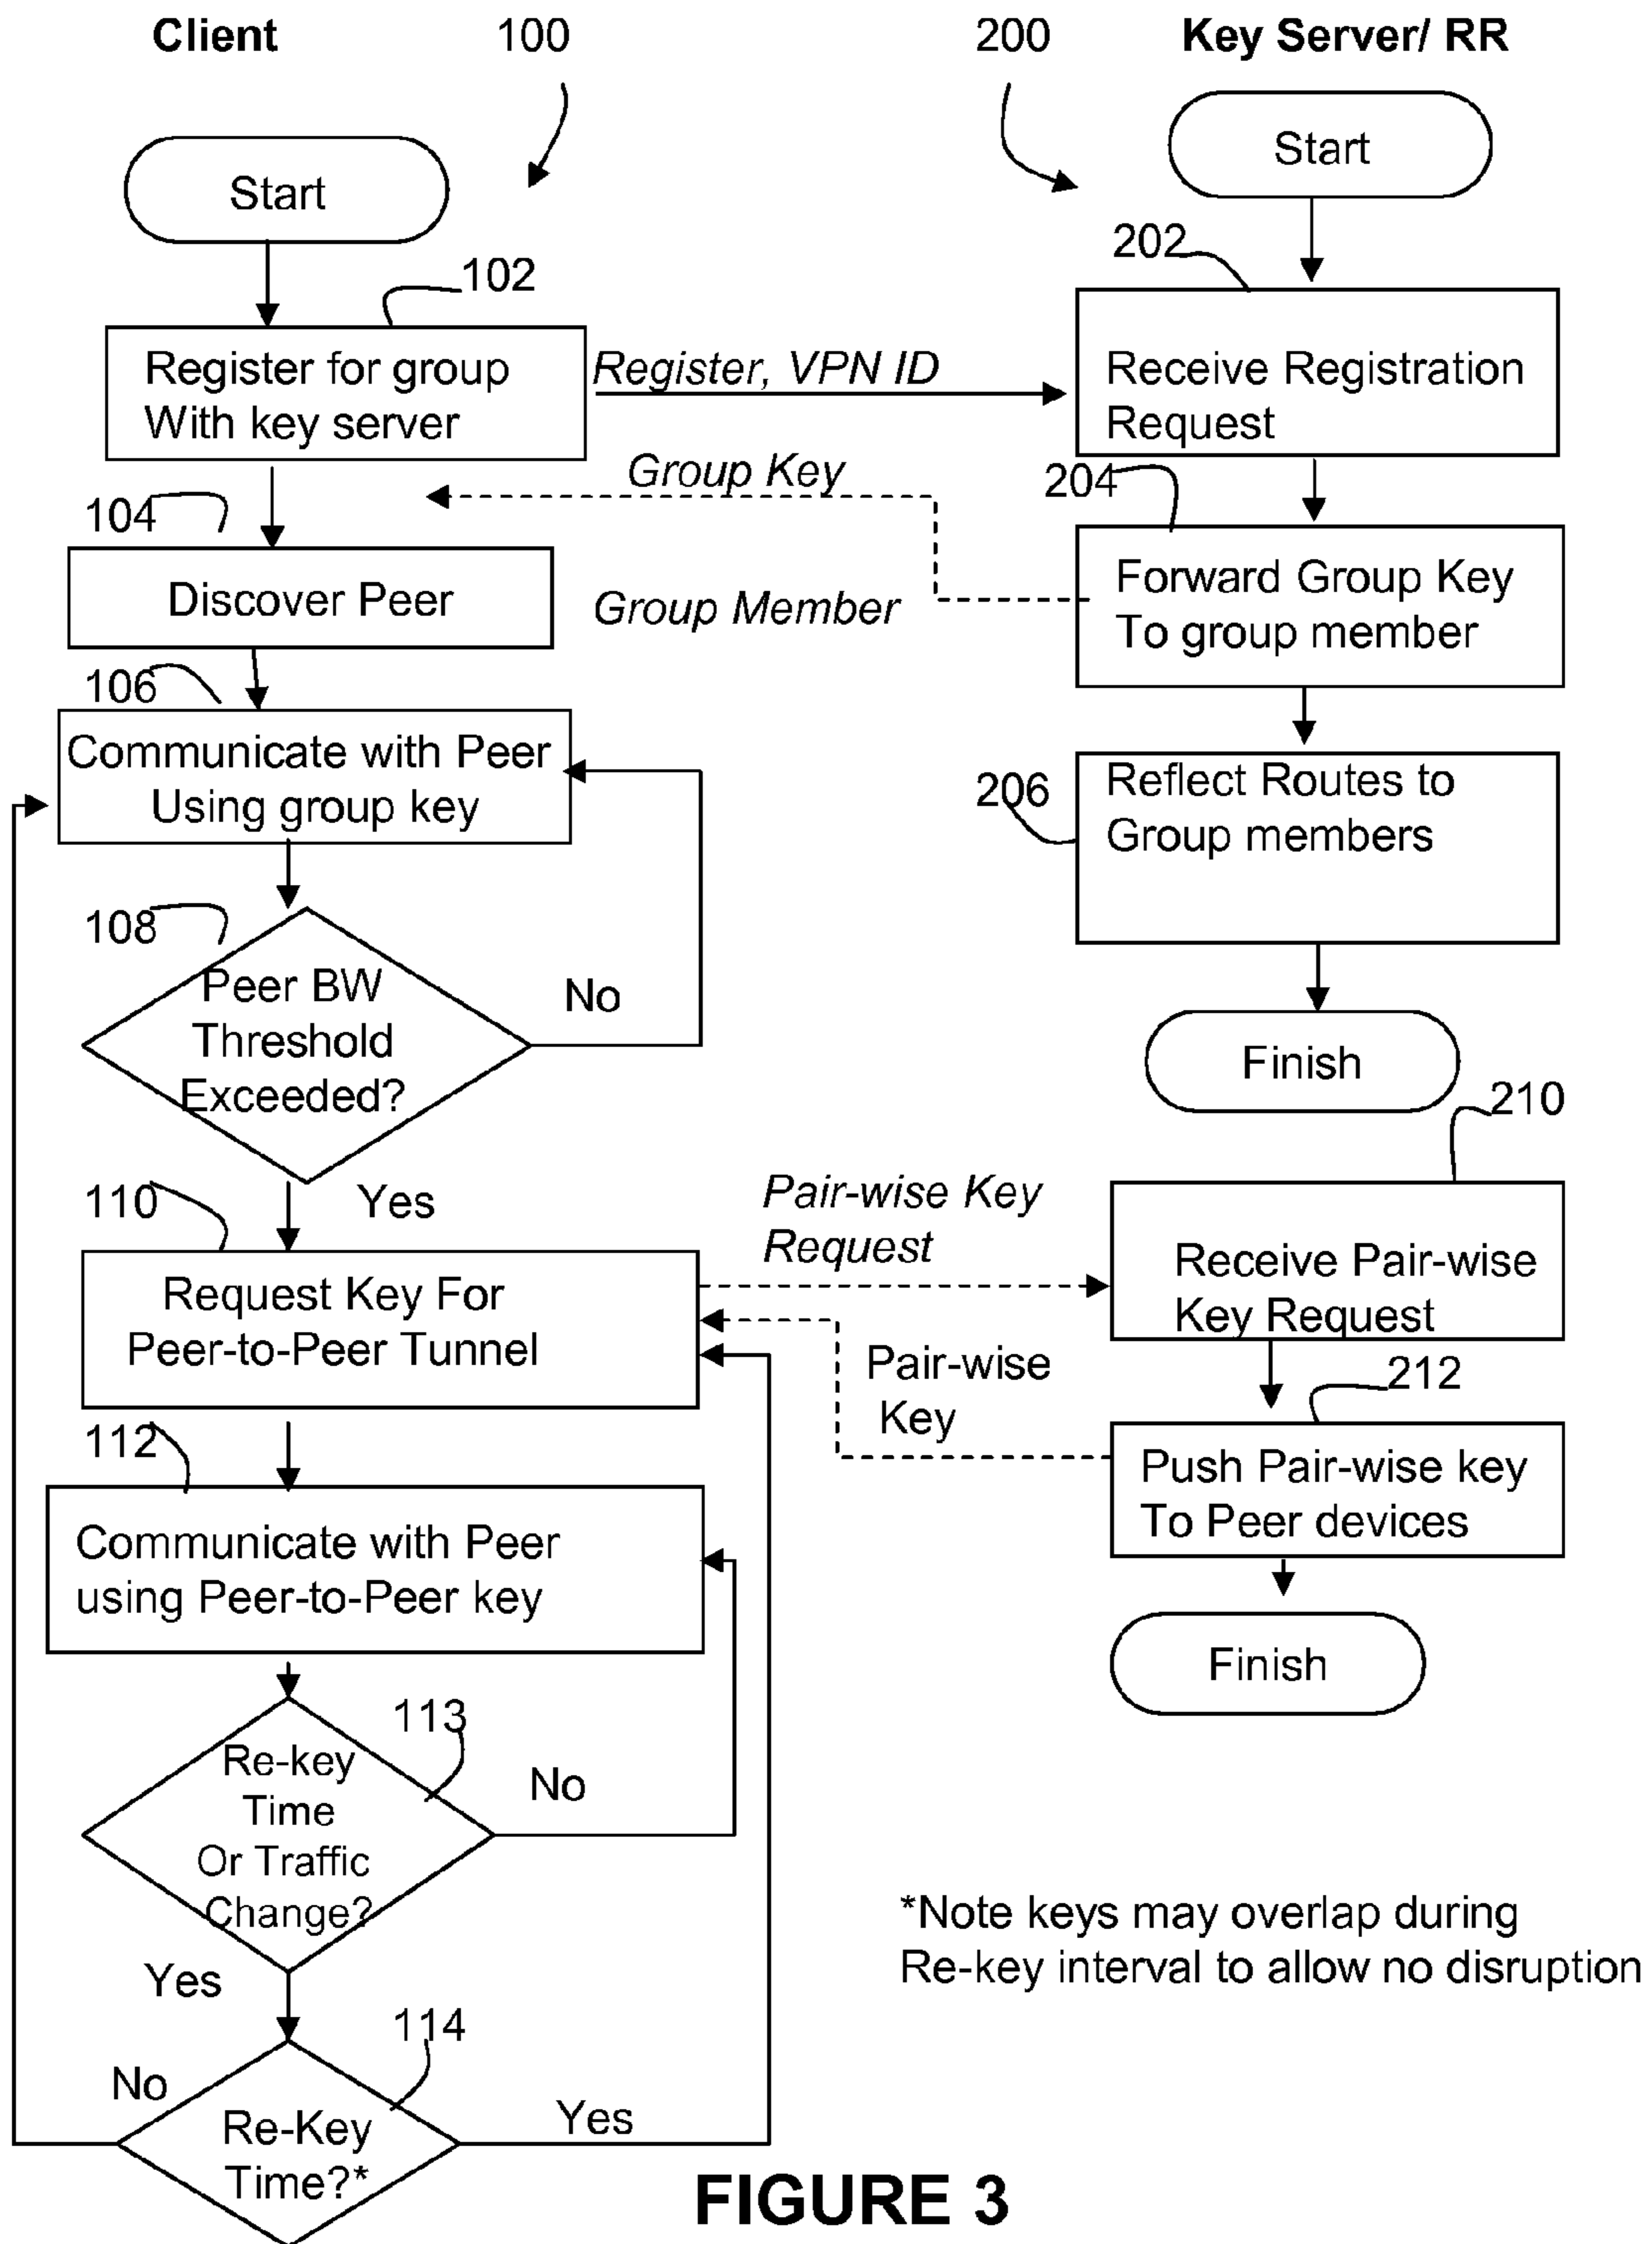 Client
100
200
Key Server/ RR
Start
Start
202
102
Register for group
With key server
Register, VPN ID
Receive Registration
Request
Group Key
204
104
Discover Peer
Group Member
Forward Group Key
To group member
106
Communicate with Peer
Using group key
206
Reflect Routes to
Group members
108
Peer BW
Threshold
Exceeded?
No
Finish
210
110
Yes
Pair-wise Key
Request
Receive Pair-wise
Key Request
Request Key For
Peer-to-Peer Tunnel
Pair-wise
Key
212
112
Push Pair-wise key
To Peer devices
Communicate with Peer
using Peer-to-Peer key
Finish
113
Re-key
Time
Or Traffic
Change?
No
*Note keys may overlap during
Re-key interval to allow no disruption
Yes
114
No
Re-Key
Time?*
Yes
FIGURE 3